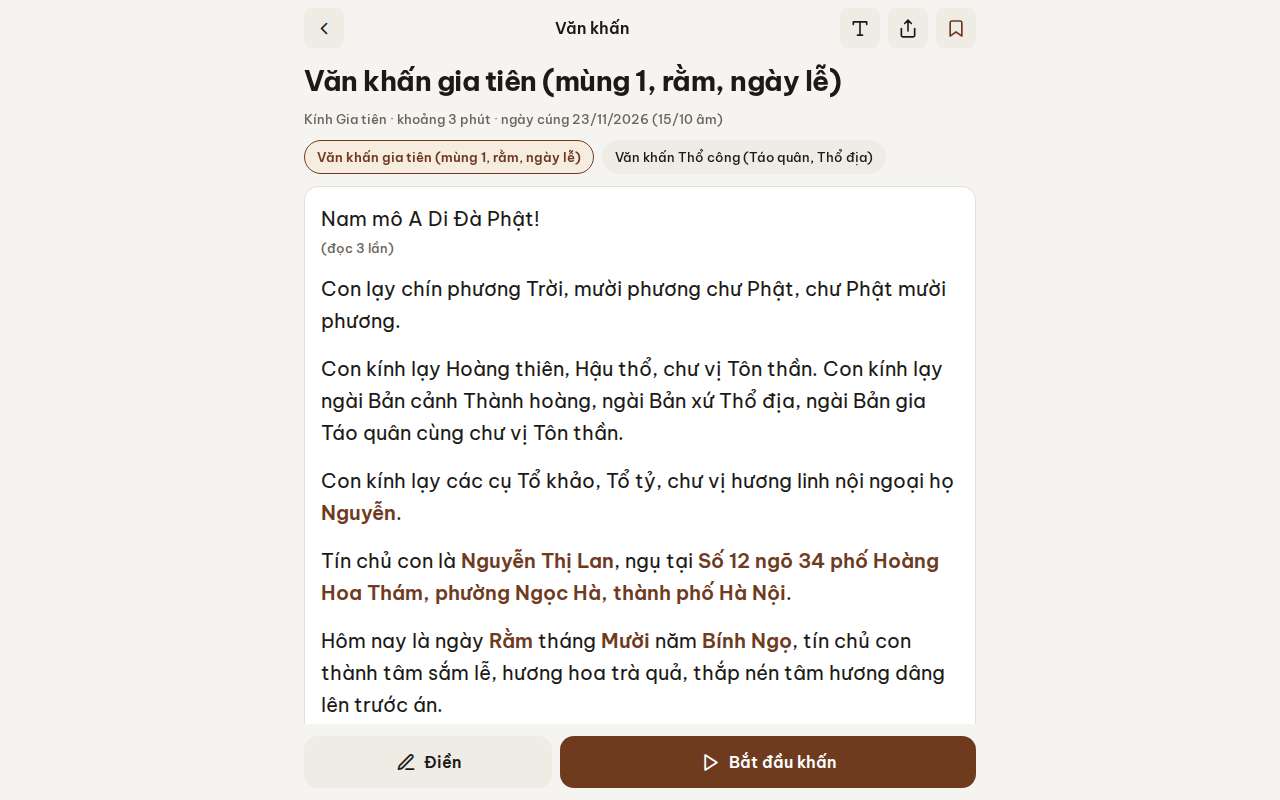 Văn khấn
Văn khấn gia tiên (mùng 1, rằm, ngày lễ)
Kính Gia tiên · khoảng 3 phút · ngày cúng 23/11/2026 (15/10 âm)
Văn khấn gia tiên (mùng 1, rằm, ngày lễ)
Văn khấn Thổ công (Táo quân, Thổ địa)
Nam mô A Di Đà Phật!
(đọc 3 lần)
Con lạy chín phương Trời, mười phương chư Phật, chư Phật mười
phương.
Con kính lạy Hoàng thiên, Hậu thổ, chư vị Tôn thần. Con kính lạy
ngài Bản cảnh Thành hoàng, ngài Bản xứ Thổ địa, ngài Bản gia
Táo quân cùng chư vị Tôn thần.
Con kính lạy các cụ Tổ khảo, Tổ tỷ, chư vị hương linh nội ngoại họ
Nguyễn.
Tín chủ con là Nguyễn Thị Lan, ngụ tại Số 12 ngõ 34 phố Hoàng
Hoa Thám, phường Ngọc Hà, thành phố Hà Nội.
Hôm nay là ngày Rằm tháng Mười năm Bính Ngọ, tín chủ con
thành tâm sắm lễ, hương hoa trà quả, thắp nén tâm hương dâng
lên trước án.
Điền
Bắt đầu khấn